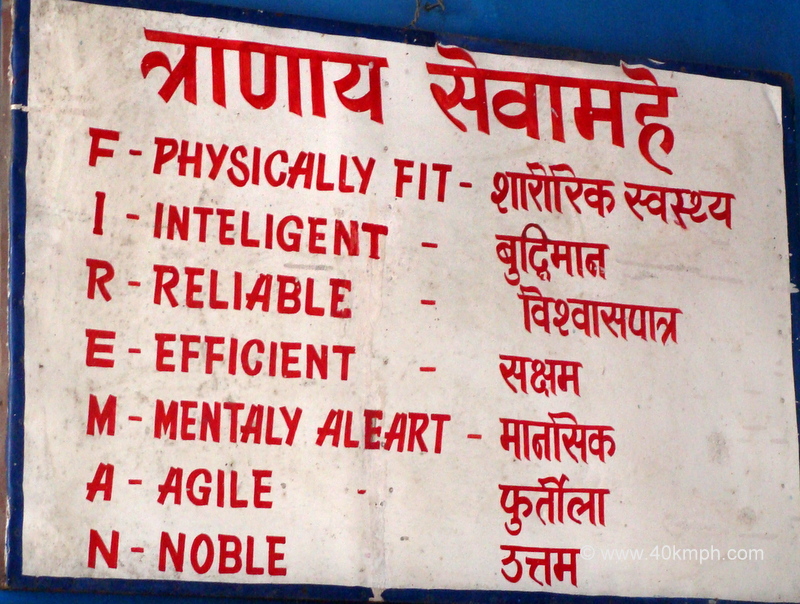 त्राणाय सेवामहे
F - PHYSICALLY FIT - शारीरिक स्वस्थ्य
I - INTELIGENT - बुद्धिमान
R - RELIABLE - विश्वासपात्र
E - EFFICIENT - सक्षम
M - MENTALY ALEART - मानसिक
A - AGILE - फुर्तीला
N - NOBLE उत्तम
© www.40kmph.com